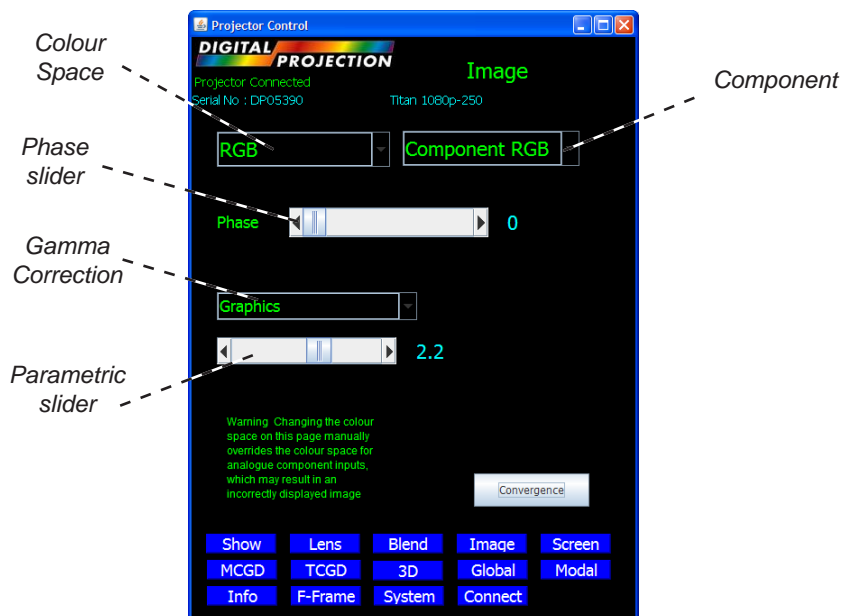 Projector Control
DIGITAL
PROJECTION
Image
Projector Connected
Serial No : DP05390
Titan 1080p-250
Colour
Space
Component
RGB
Component RGB
Phase
slider
Phase
0
Gamma
Correction
Graphics
2.2
Parametric
slider
Warning Changing the colour
space on this page manually
overrides the colour space for
analogue component inputs,
which may result in an
incorrectly displayed image
Convergence
Show Lens Blend Image Screen
MCGD TCGD 3D Global Modal
Info F-Frame System Connect